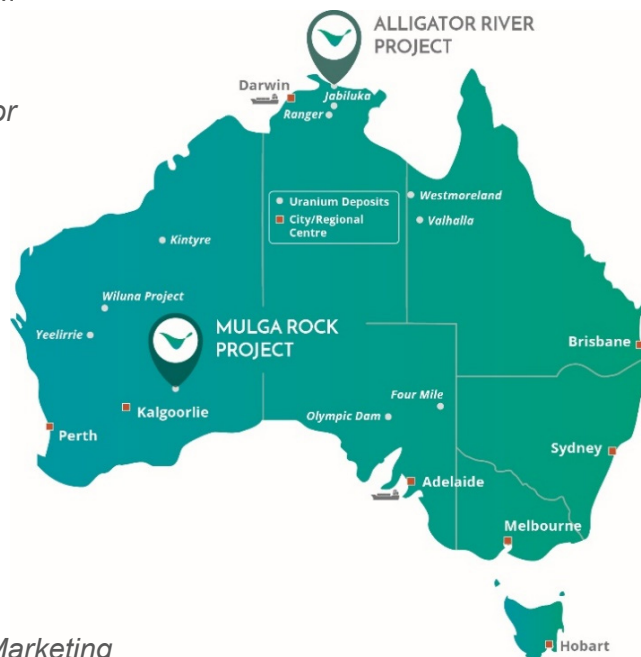 or
ALLIGATOR RIVER
PROJECT
Darwin
Jabiluka
Ranger
Uranium Deposits
City/Regional
Centre
Westmoreland
Valhalla
Kintyre
Wiluna Project
Yeelirrie
MULGA ROCK
PROJECT
Brisbane
Four Mile
Olympic Dam
Kalgoorlie
Perth
Sydney
Adelaide
Melbourne
Marketing
Hobart